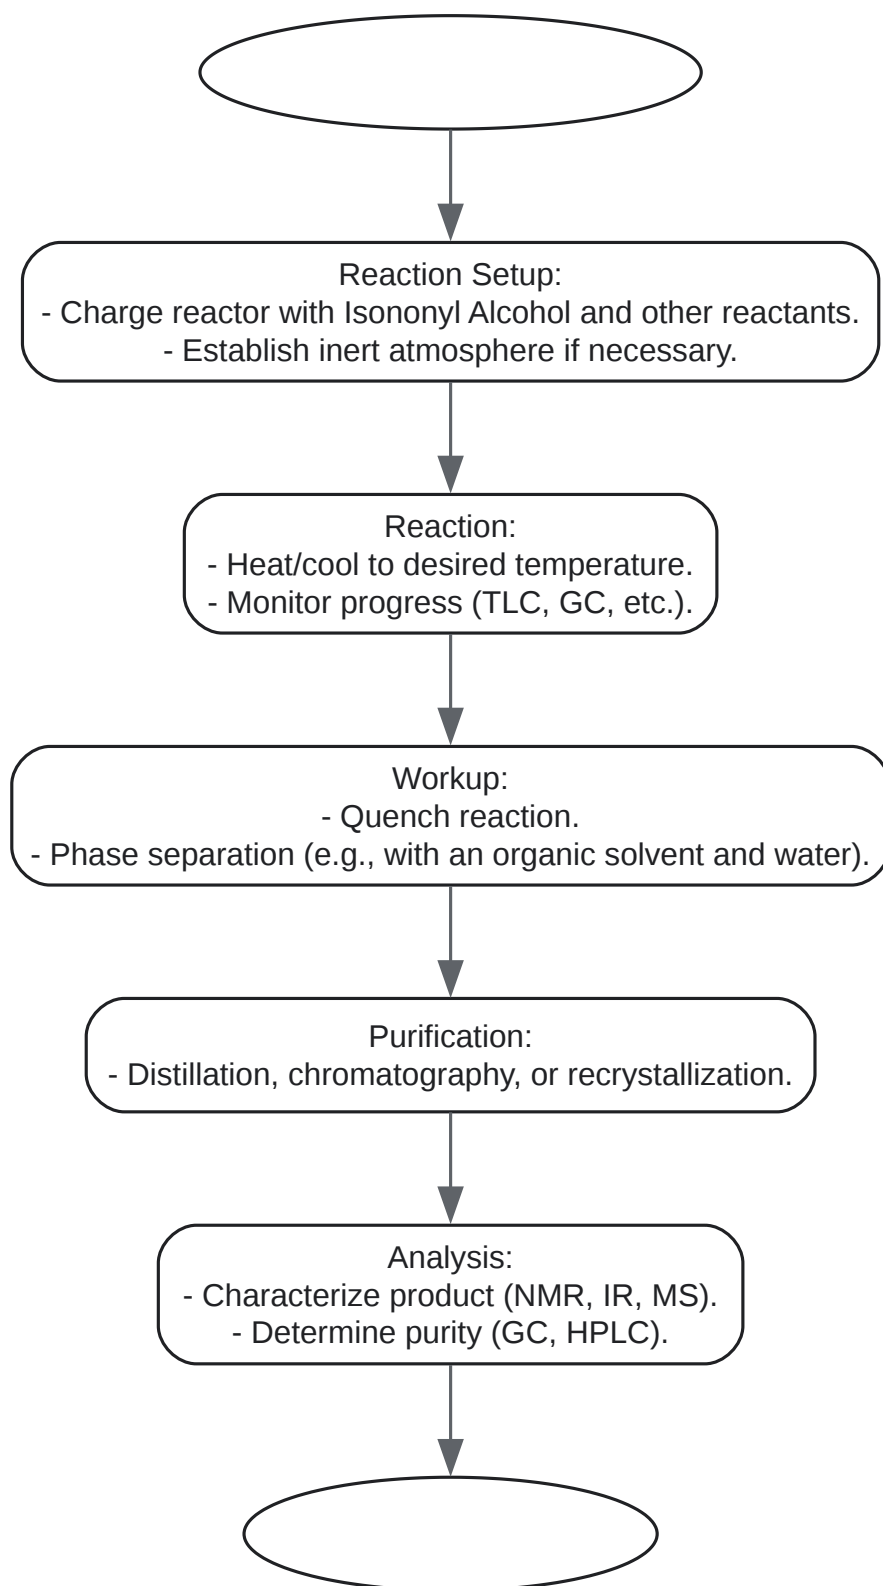 Reaction Setup:
- Charge reactor with Isononyl Alcohol and other reactants.
- Establish inert atmosphere if necessary.
Reaction:
- Heat/cool to desired temperature.
- Monitor progress (TLC, GC, etc.).
Workup:
- Quench reaction.
- Phase separation (e.g., with an organic solvent and water).
Purification:
- Distillation, chromatography, or recrystallization.
Analysis:
- Characterize product (NMR, IR, MS).
- Determine purity (GC, HPLC).